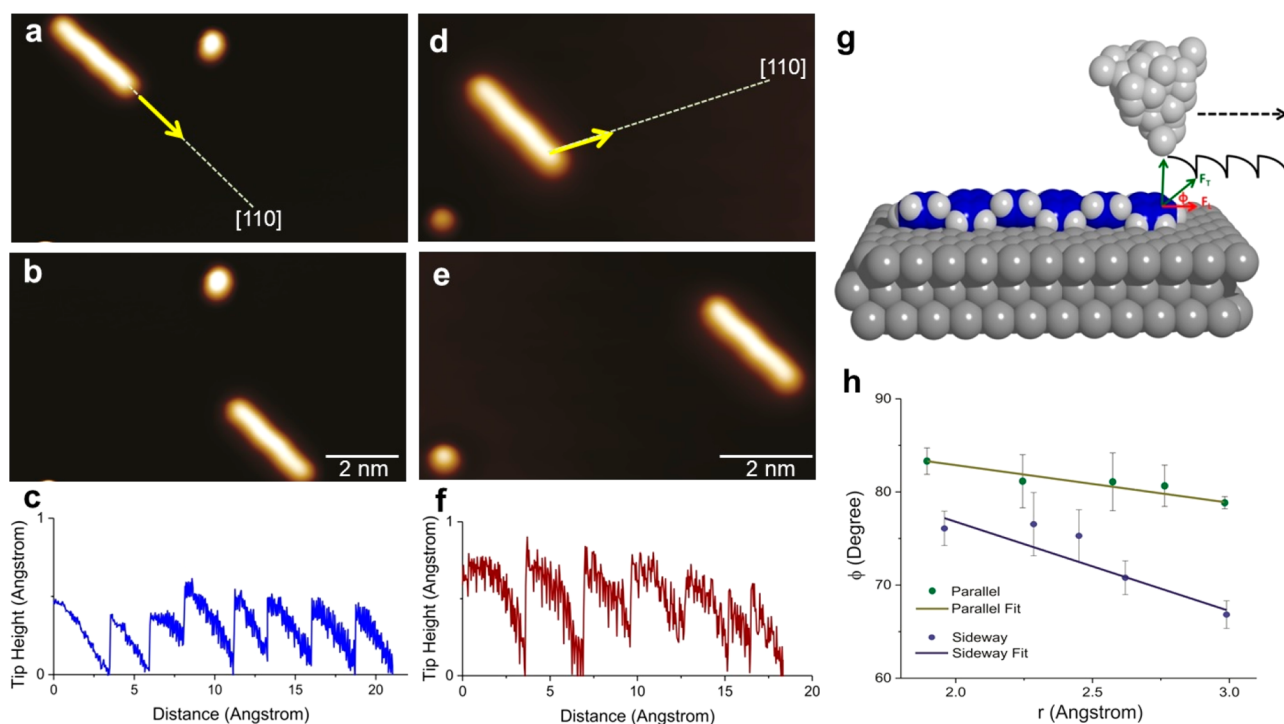 a
[110]
b
2 nm
c
Tip Height (Angstrom)
1
0
0 5 10 15 20
Distance (Angstrom)
d
[110]
e
2 nm
f
Tip Height (Angstrom)
1
0
0 5 10 15 20
Distance (Angstrom)
g
F_T
ϕ
F_L
h
ϕ (Degree)
90
80
70
60
Parallel
Parallel Fit
Sideway
Sideway Fit
2.0 2.5 3.0
r (Angstrom)